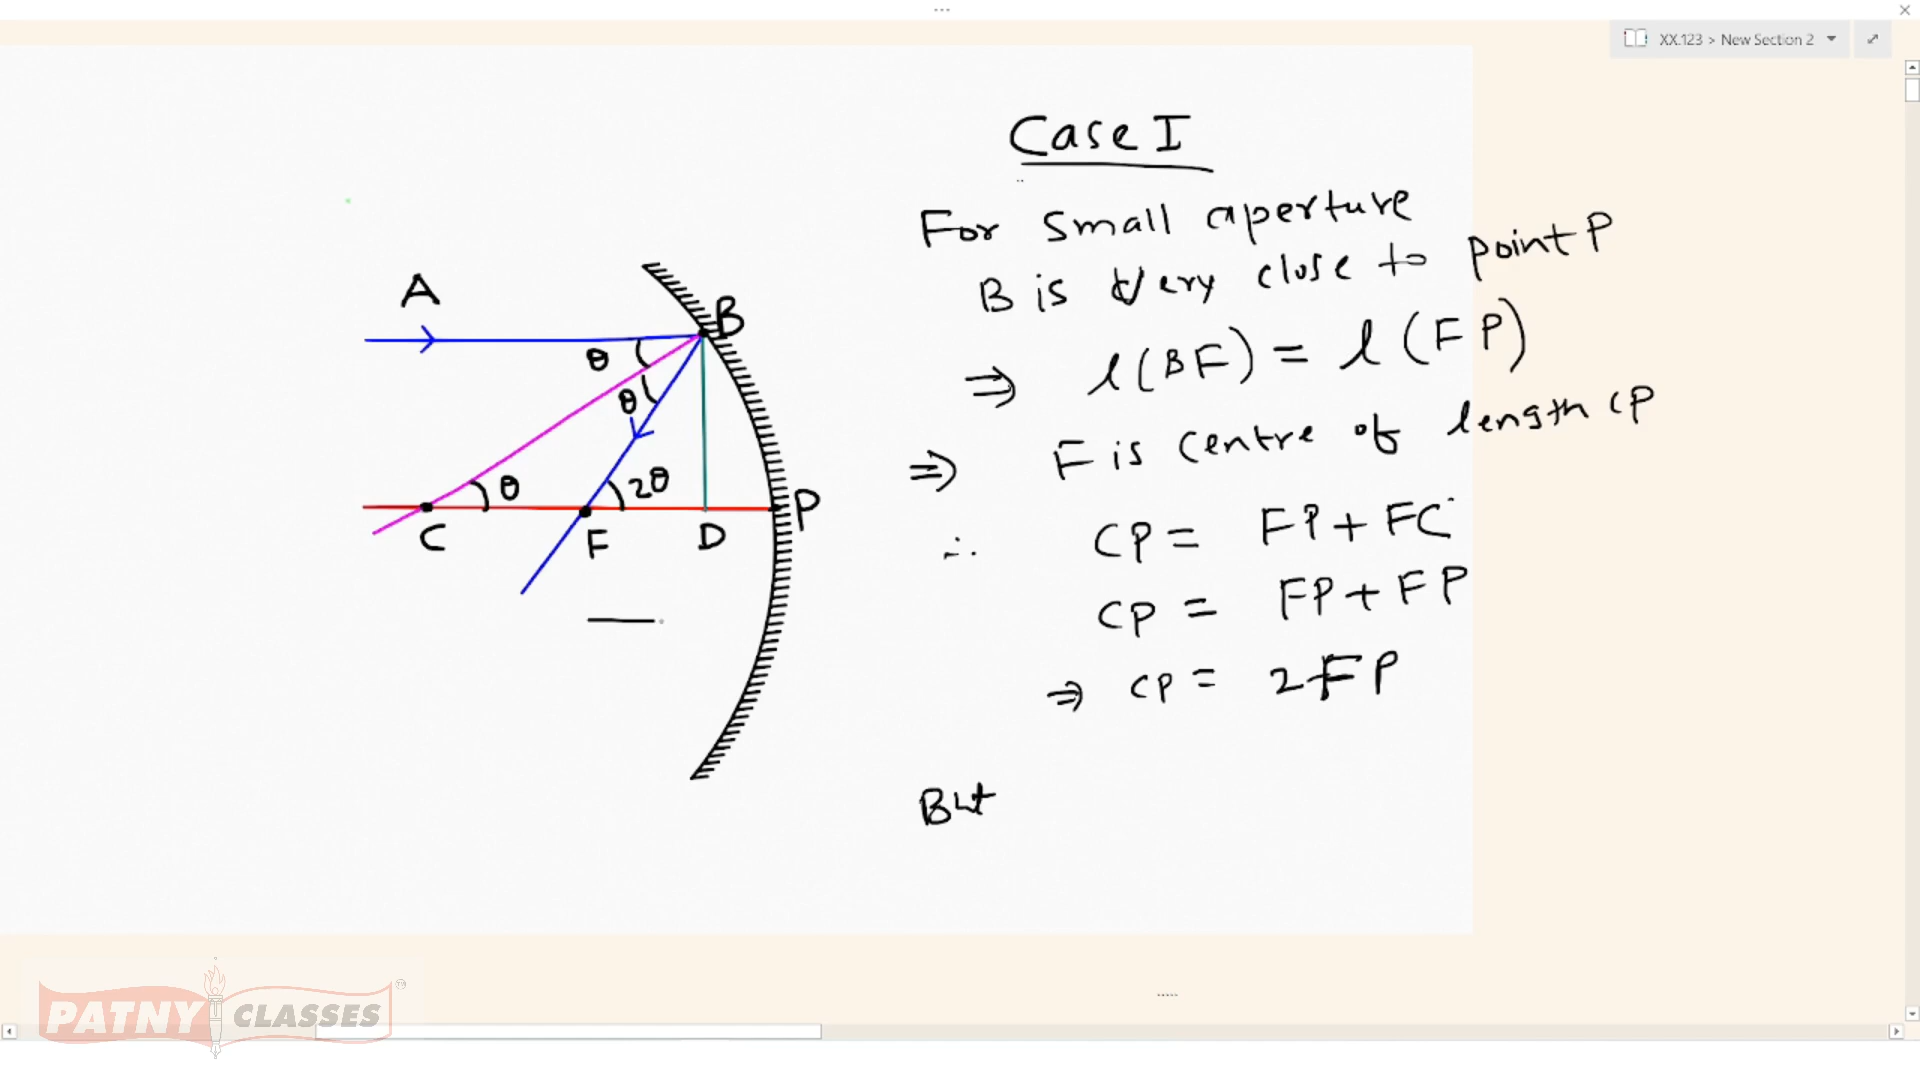 XX.123 > New Section 2
Case I
For small aperture
B is very close to point P
⇒ l(BF) = l(FP)
⇒ F is centre of length CP
∴ CP = FP + FC
CP = FP + FP
⇒ CP = 2FP
But
A
B
θ
θ
θ
2θ
P
C
F
D
PATNY CLASSES